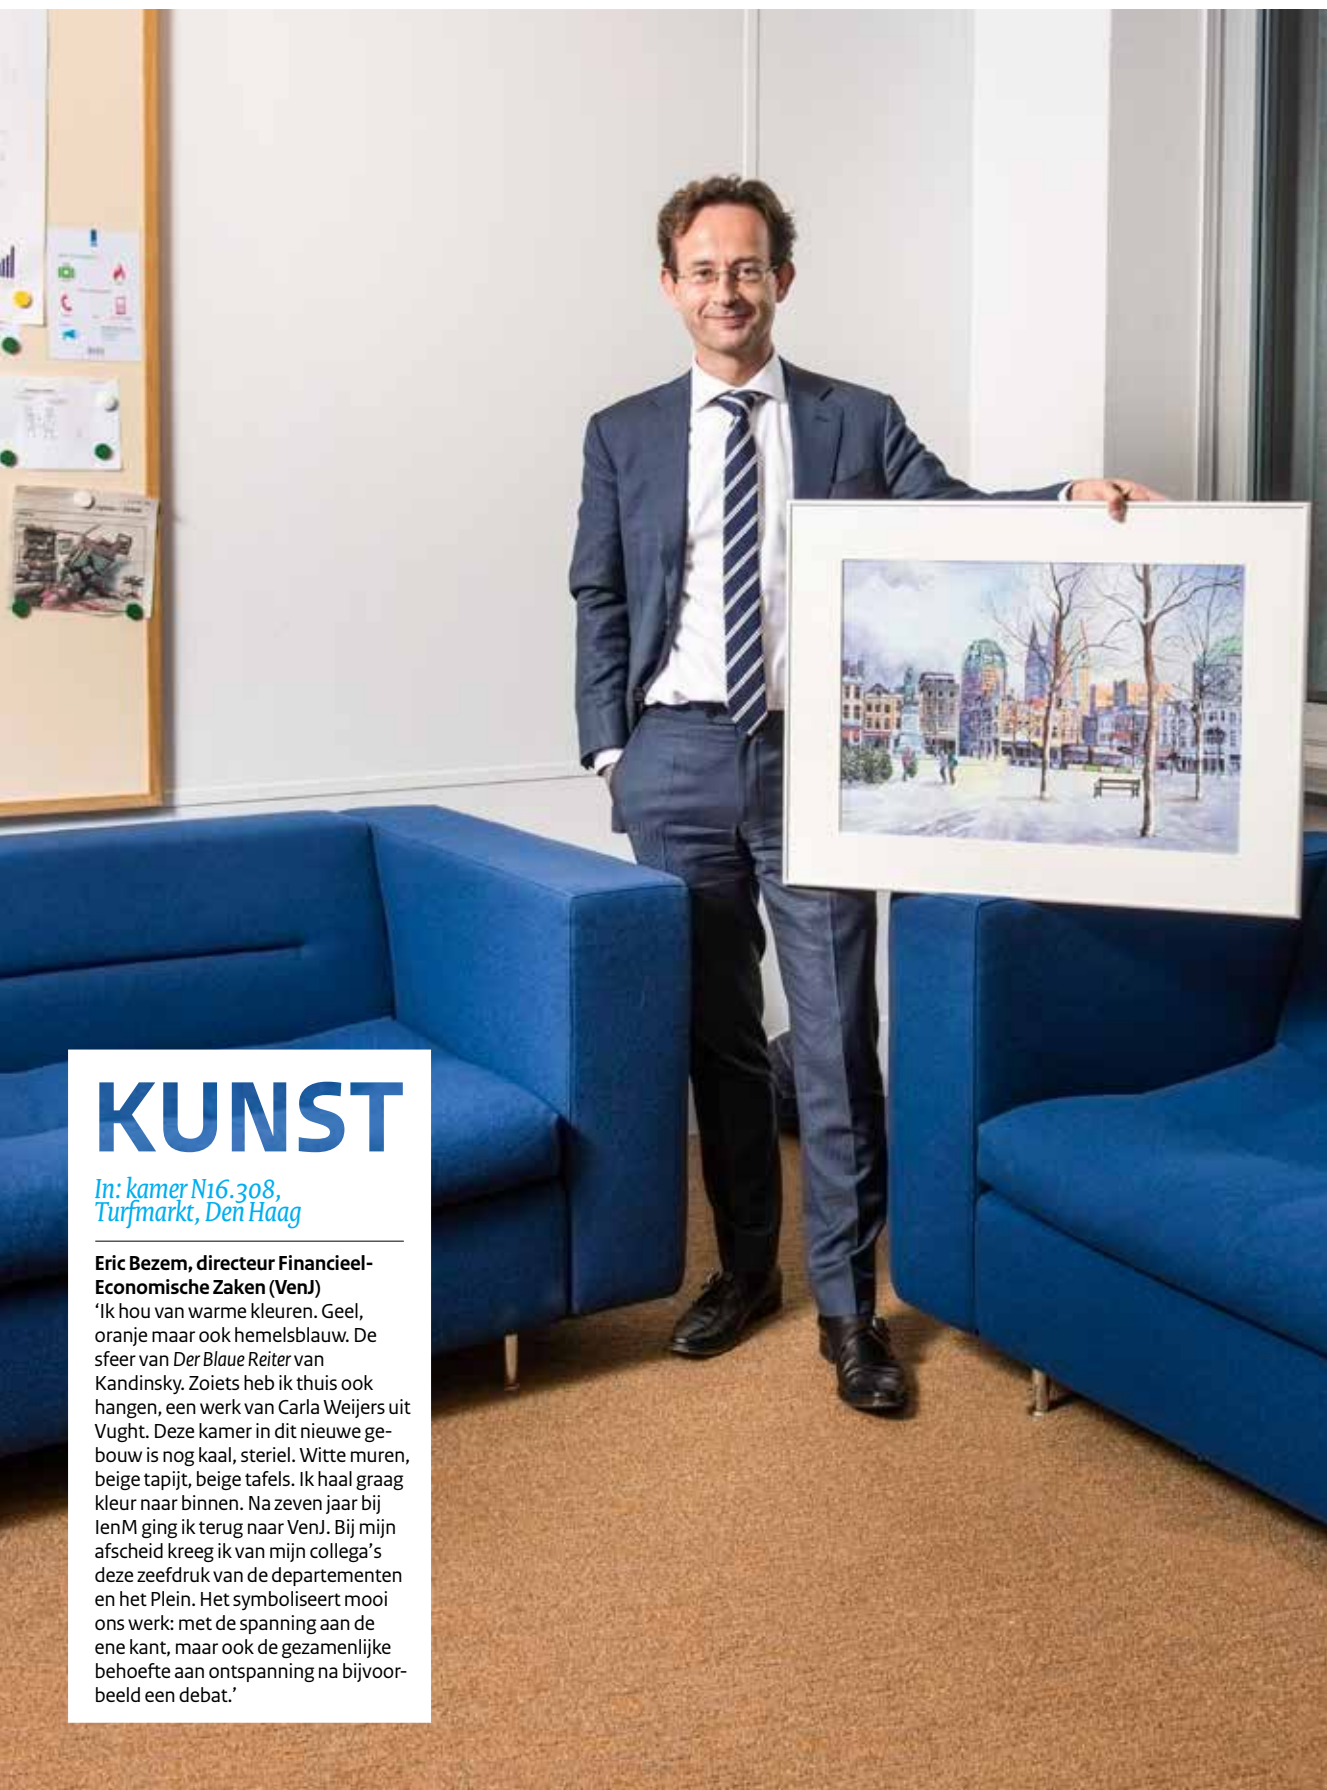 KUNST
In: kamer N16.308,
Turfmarkt, Den Haag
Eric Bezem, directeur Financieel-
Economische Zaken (VenJ)
‘Ik hou van warme kleuren. Geel,
oranje maar ook hemelsblauw. De
sfeer van Der Blaue Reiter van
Kandinsky. Zoiets heb ik thuis ook
hangen, een werk van Carla Weijers uit
Vught. Deze kamer in dit nieuwe ge-
bouw is nog kaal, steriel. Witte muren,
beige tapijt, beige tafels. Ik haal graag
kleur naar binnen. Na zeven jaar bij
IenM ging ik terug naar VenJ. Bij mijn
afscheid kreeg ik van mijn collega’s
deze zeefdruk van de departementen
en het Plein. Het symboliseert mooi
ons werk: met de spanning aan de
ene kant, maar ook de gezamenlijke
behoefte aan ontspanning na bijvoor-
beeld een debat.’